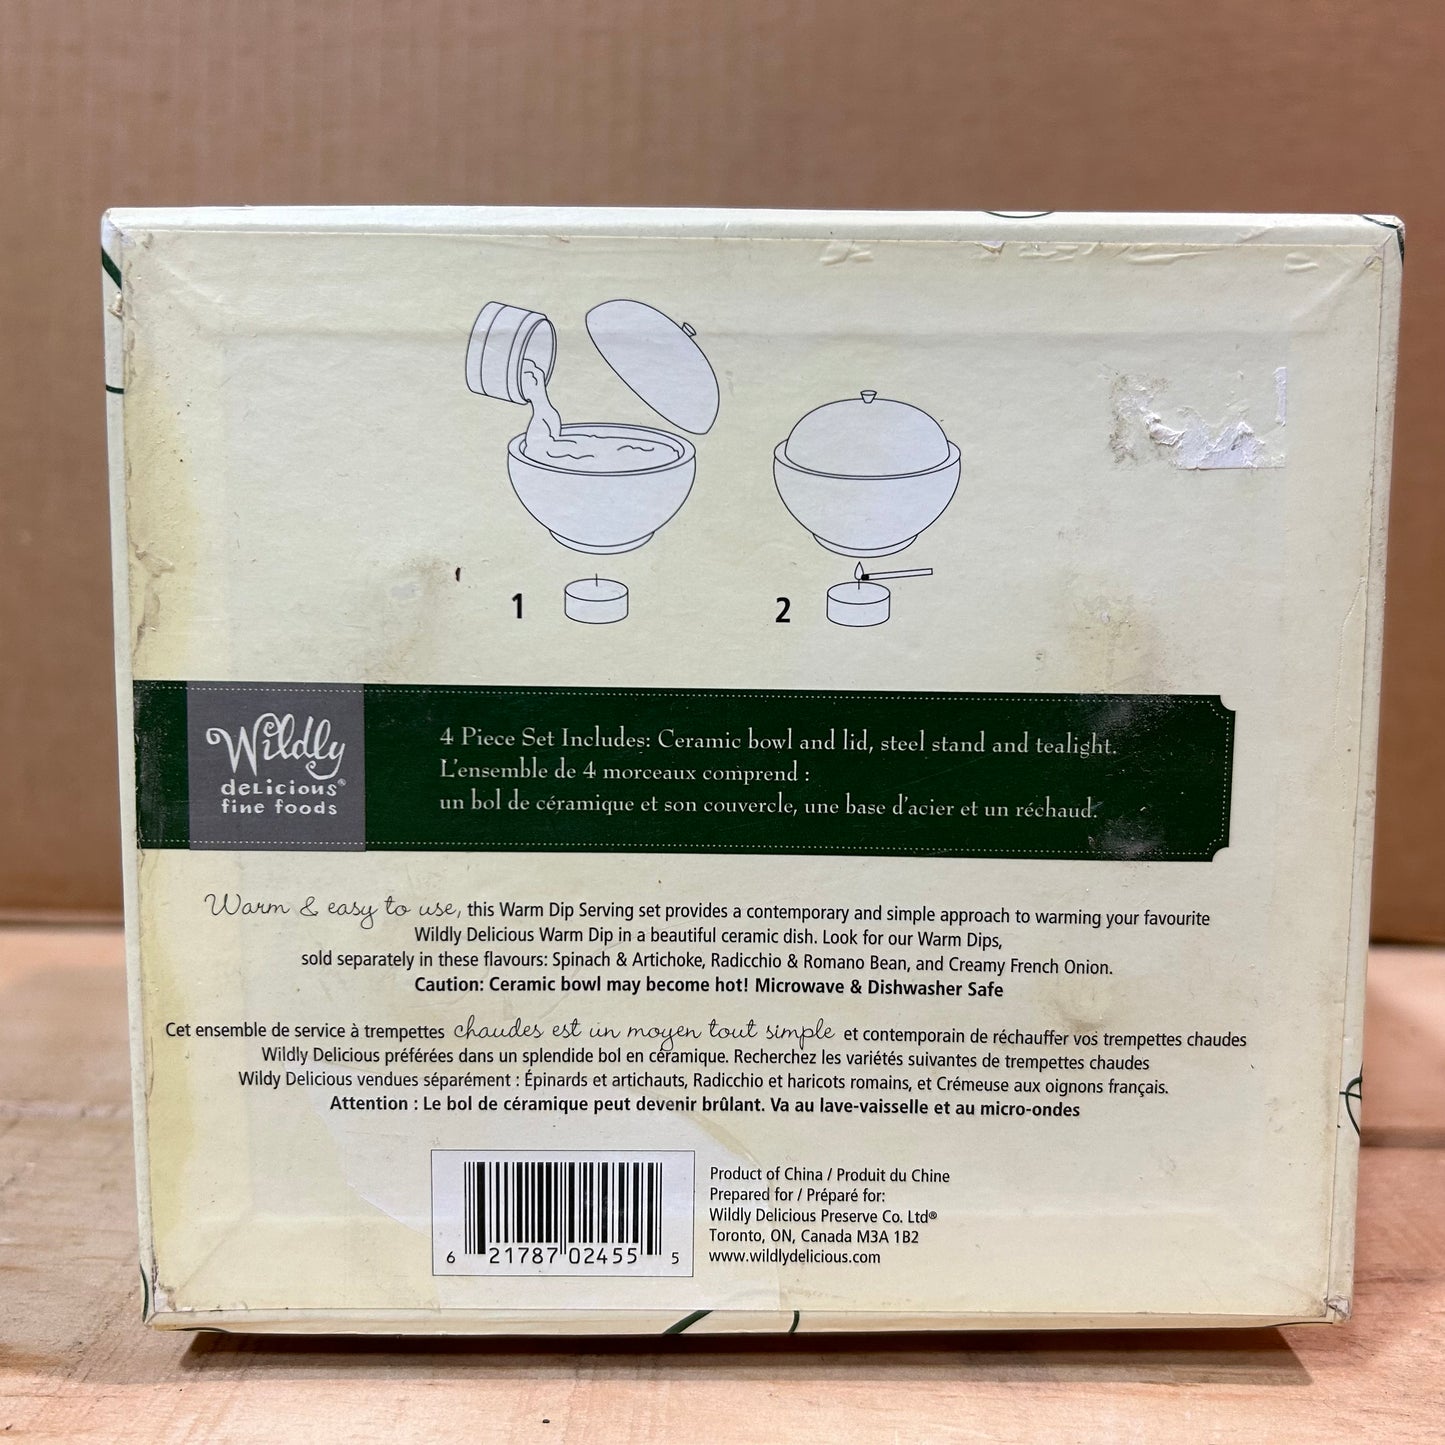 1
2
Wildly
delicious®
fine foods
4 Piece Set Includes: Ceramic bowl and lid, steel stand and tealight.
L'ensemble de 4 morceaux comprend :
un bol de céramique et son couvercle, une base d'acier et un réchaud.
Warm & easy to use, this Warm Dip Serving set provides a contemporary and simple approach to warming your favourite
Wildly Delicious Warm Dip in a beautiful ceramic dish. Look for our Warm Dips,
sold separately in these flavours: Spinach & Artichoke, Radicchio & Romano Bean, and Creamy French Onion.
Caution: Ceramic bowl may become hot! Microwave & Dishwasher Safe
Cet ensemble de service à trempettes chaudes est un moyen tout simple et contemporain de réchauffer vos trempettes chaudes
Wildly Delicious préférées dans un splendide bol en céramique. Recherchez les variétés suivantes de trempettes chaudes
Wildy Delicious vendues séparément : Épinards et artichauts, Radicchio et haricots romains, et Crémeuse aux oignons français.
Attention : Le bol de céramique peut devenir brûlant. Va au lave-vaisselle et au micro-ondes
6 21787 02455 5
Product of China / Produit du Chine
Prepared for / Préparé for:
Wildly Delicious Preserve Co. Ltd®
Toronto, ON, Canada M3A 1B2
www.wildlydelicious.com